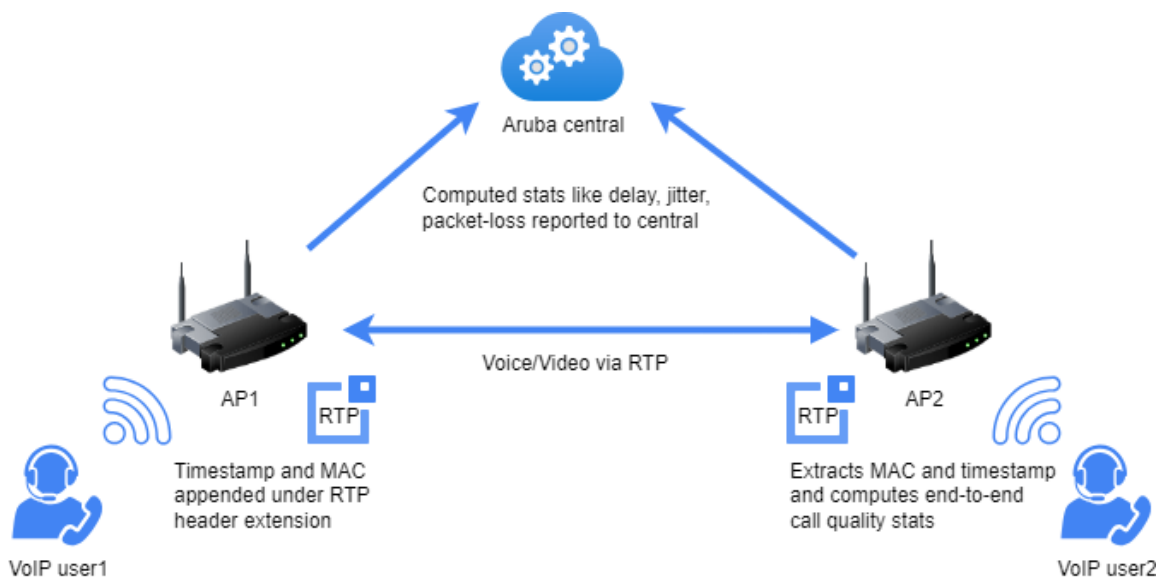 Aruba central
Computed stats like delay, jitter,
packet-loss reported to central
Voice/Video via RTP
AP1
AP2
RTP
RTP
Timestamp and MAC
appended under RTP
header extension
Extracts MAC and timestamp
and computes end-to-end
call quality stats
VoIP user1
VoIP user2